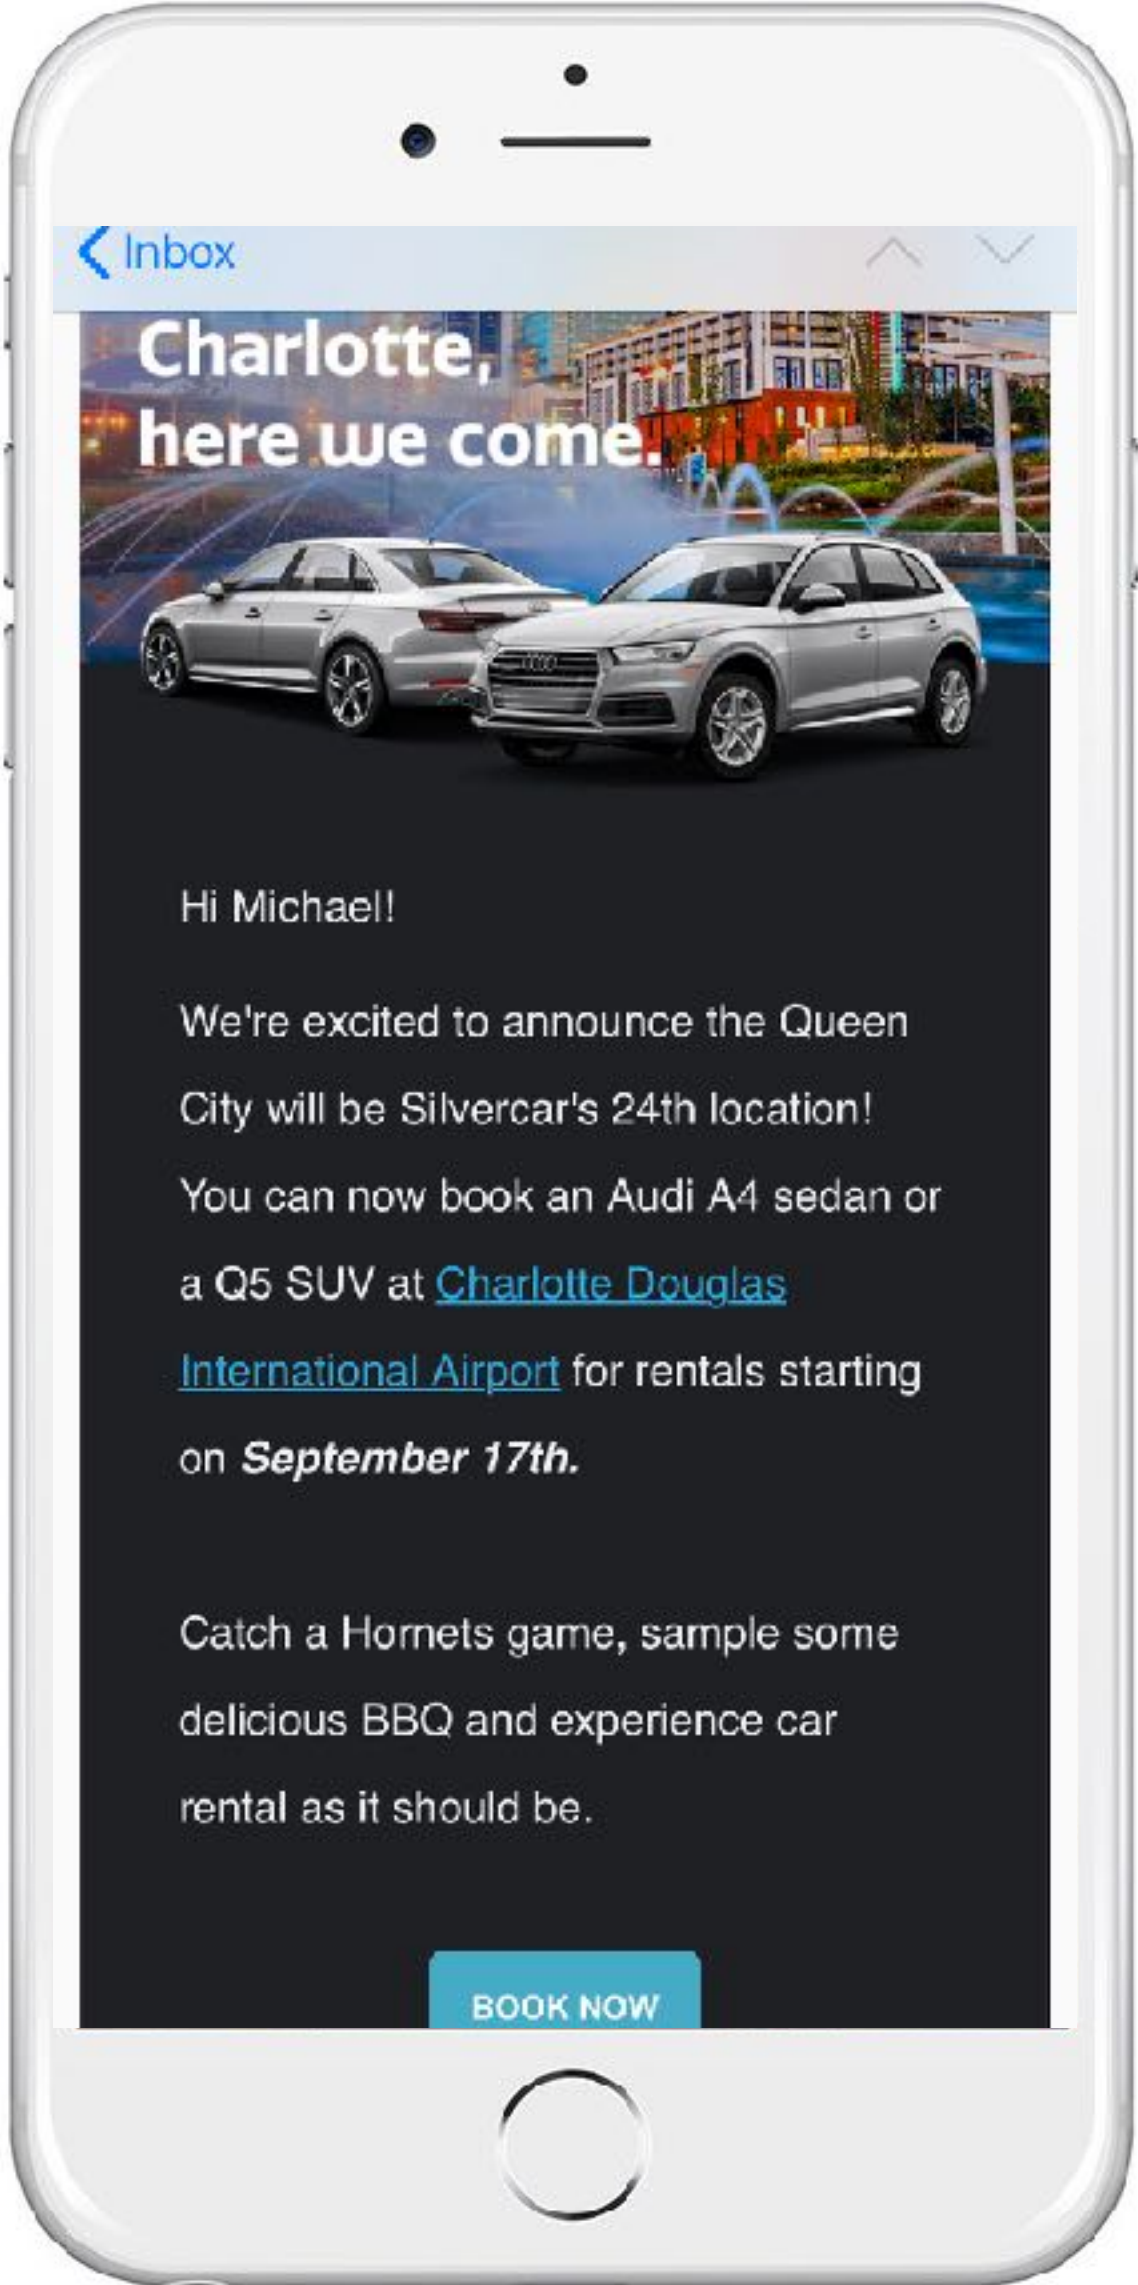 Inbox
Charlotte,
here we come.
Hi Michael!
We're excited to announce the Queen
City will be Silvercar's 24th location!
You can now book an Audi A4 sedan or
a Q5 SUV at Charlotte Douglas
International Airport for rentals starting
on September 17th.
Catch a Hornets game, sample some
delicious BBQ and experience car
rental as it should be.
BOOK NOW